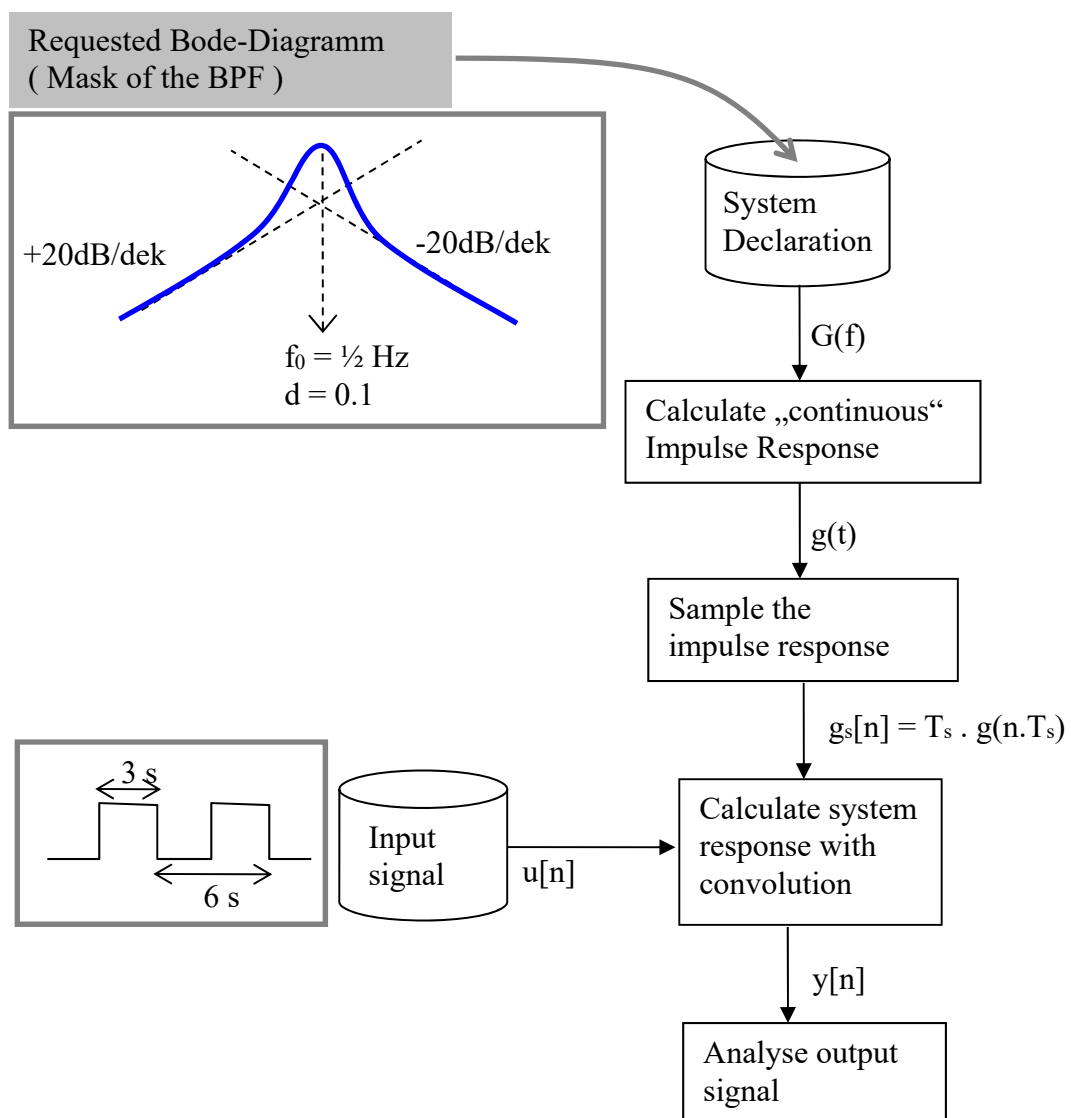 Requested Bode-Diagramm
( Mask of the BPF )
+20dB/dek
-20dB/dek
f₀ = ½ Hz
d = 0.1
System
Declaration
G(f)
Calculate „continuous“
Impulse Response
g(t)
Sample the
impulse response
gₛ[n] = Tₛ . g(n.Tₛ)
3 s
6 s
Input
signal
u[n]
Calculate system
response with
convolution
y[n]
Analyse output
signal